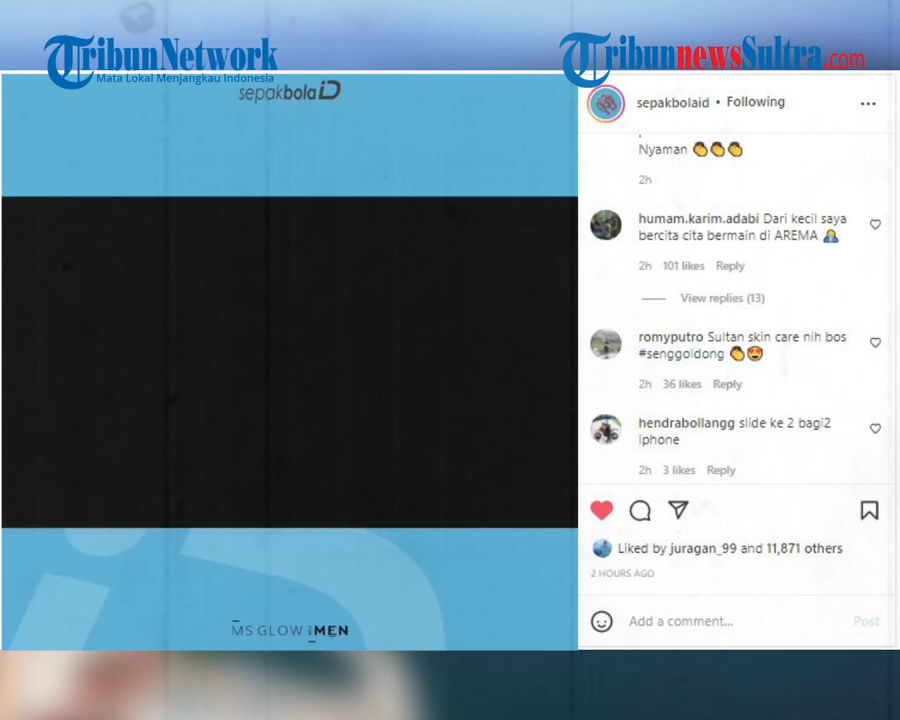 TribunNetwork
Mata Lokal Menjangkau Indonesia
TribunnewsSultra.com
sepakbolaiD
sepakbolaid • Following
Nyaman 👏👏👏
2h
humam.karim.adabi Dari kecil saya
bercita cita bermain di AREMA 🤦
2h 101 likes Reply
View replies (13)
romyputro Sultan skin care nih bos
#senggoldong 👏😍
2h 36 likes Reply
hendrabollangg slide ke 2 bagi2
iphone
2h 3 likes Reply
Liked by juragan_99 and 11,871 others
2 HOURS AGO
Add a comment...
Post
MS GLOW MEN